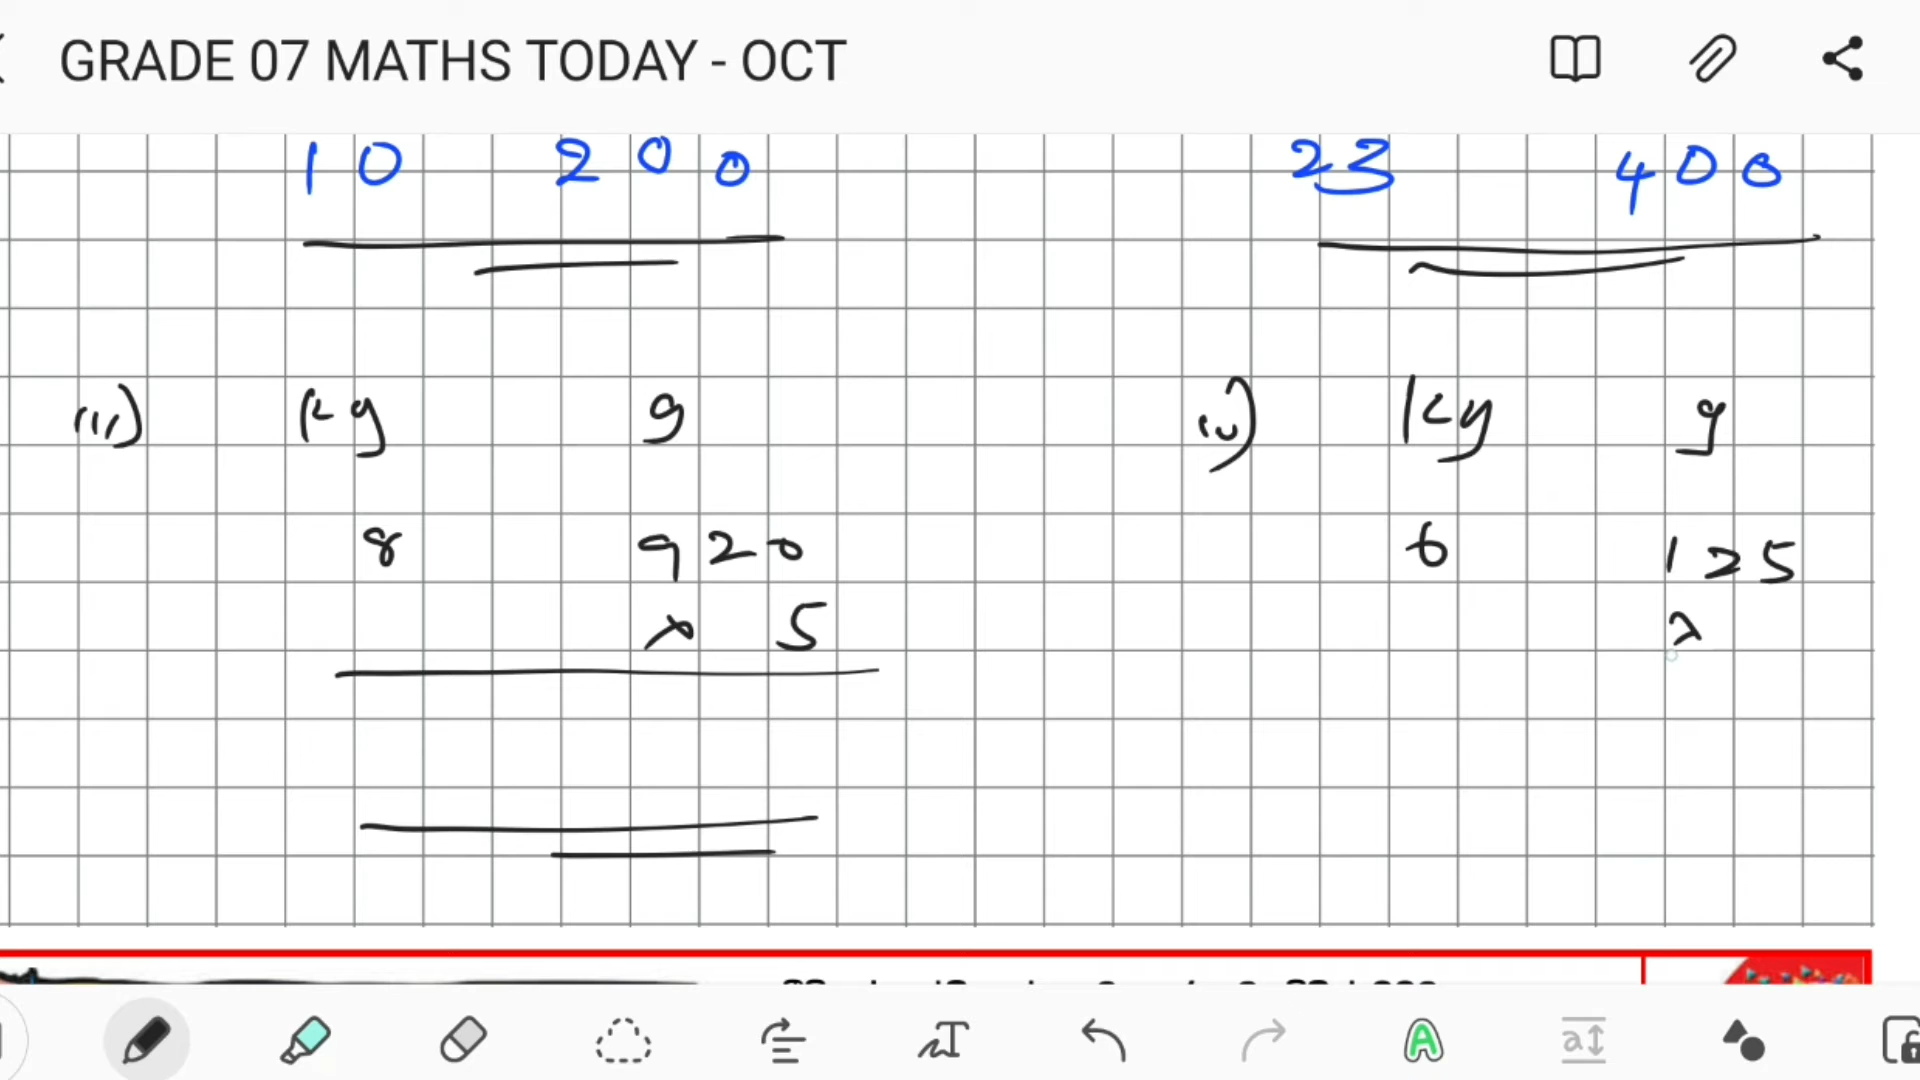 GRADE 07 MATHS TODAY - OCT
10 200
23 400
iii) kg g
8 920
× 5
iv) kg g
6 125